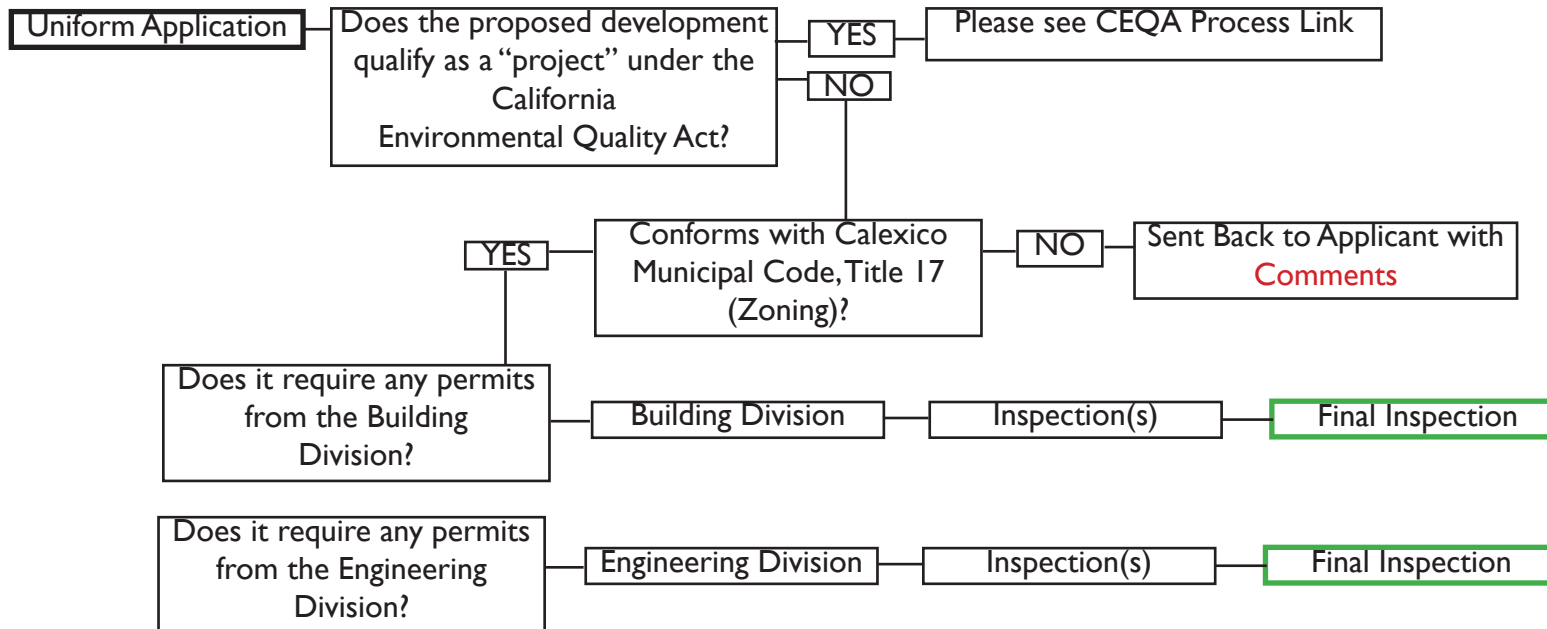 Uniform Application
Does the proposed development
qualify as a “project” under the
California
Environmental Quality Act?
YES
Please see CEQA Process Link
NO
Conforms with Calexico
Municipal Code, Title 17
(Zoning)?
YES
NO
Sent Back to Applicant with
Comments
Does it require any permits
from the Building
Division?
Building Division
Inspection(s)
Final Inspection
Does it require any permits
from the Engineering
Division?
Engineering Division
Inspection(s)
Final Inspection